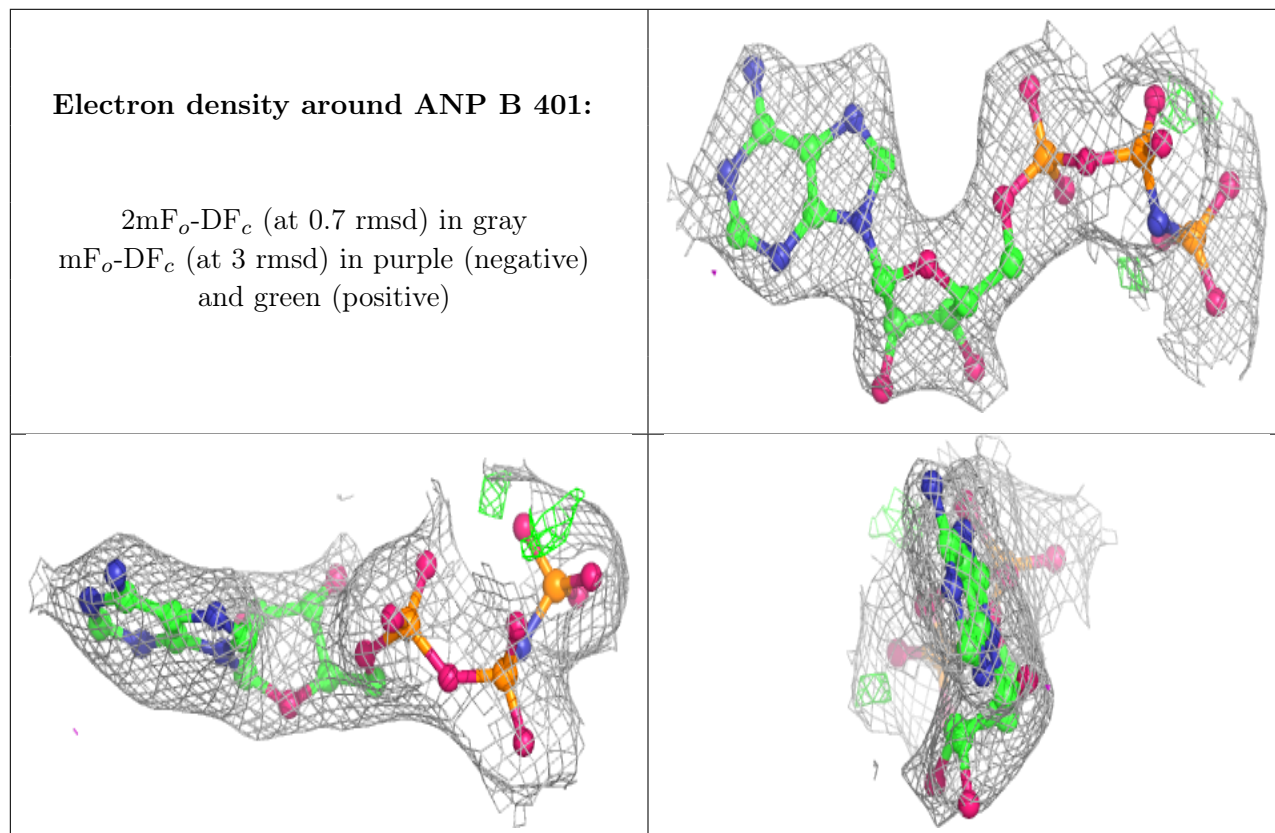 Electron density around ANP B 401:
2mFo-DFc (at 0.7 rmsd) in gray
mFo-DFc (at 3 rmsd) in purple (negative)
and green (positive)